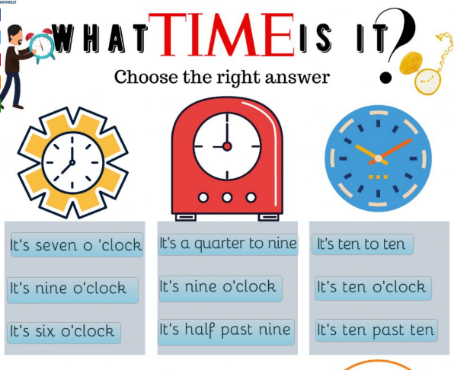 WHAT TIME IS IT?
Choose the right answer
It's seven o 'clock
It's nine o'clock
It's six o'clock
It's a quarter to nine
It's nine o'clock
It's half past nine
It's ten to ten
It's ten o'clock
It's ten past ten